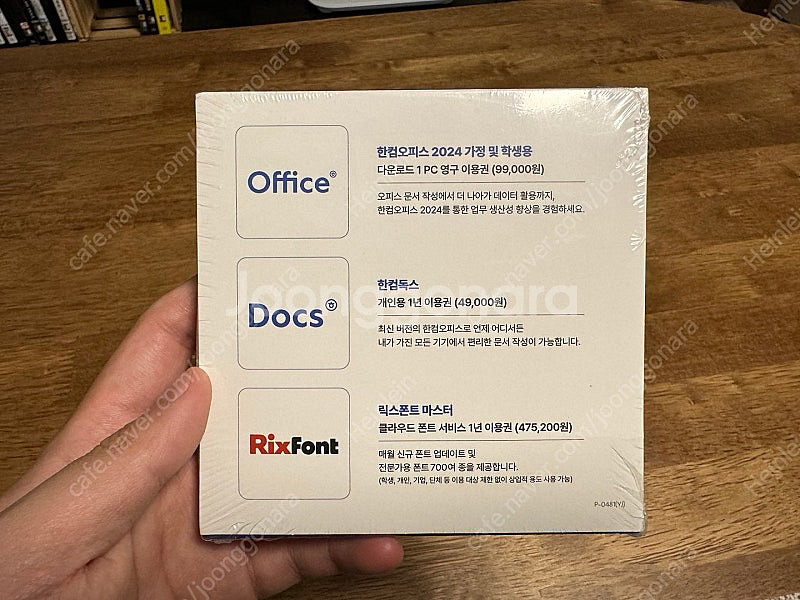 Office
한컴오피스 2024 가정 및 학생용
다운로드 1 PC 영구 이용권 (99,000원)
오피스 문서 작성에서 더 나아가 데이터 활용까지,
한컴오피스 2024를 통한 업무 생산성 향상을 경험하세요.
Docs
한컴독스
개인용 1년 이용권 (49,000원)
최신 버전의 한컴오피스로 언제 어디서든
내가 가진 모든 기기에서 편리한 문서 작성이 가능합니다.
RixFont
릭스폰트 마스터
클라우드 폰트 서비스 1년 이용권 (475,200원)
매월 신규 폰트 업데이트 및
전문가용 폰트 700여 종을 제공합니다.
(학생, 개인, 기업, 단체 등 이용 대상 제한 없이 상업적 용도 사용 가능)
P-0481(YJ)
Joonggonara
cafe.naver.com/joonggonara
Heimlein